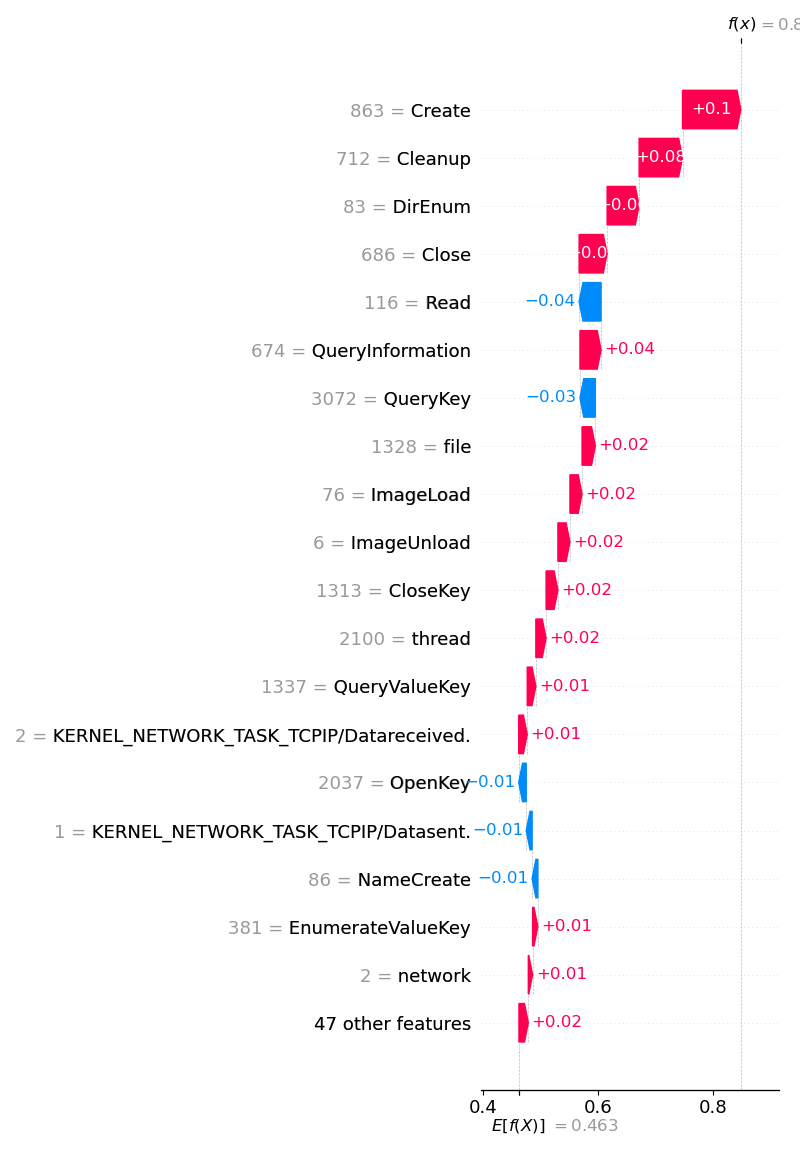 f(x) = 0.8
863 = Create +0.1
712 = Cleanup +0.08
83 = DirEnum
686 = Close
116 = Read −0.04
674 = QueryInformation +0.04
3072 = QueryKey −0.03
1328 = file +0.02
76 = ImageLoad +0.02
6 = ImageUnload +0.02
1313 = CloseKey +0.02
2100 = thread +0.02
1337 = QueryValueKey +0.01
2 = KERNEL_NETWORK_TASK_TCPIP/Datareceived. +0.01
2037 = OpenKey −0.01
1 = KERNEL_NETWORK_TASK_TCPIP/Datasent. −0.01
86 = NameCreate −0.01
381 = EnumerateValueKey +0.01
2 = network +0.01
47 other features +0.02
0.4 0.6 0.8
E[f(X)] = 0.463